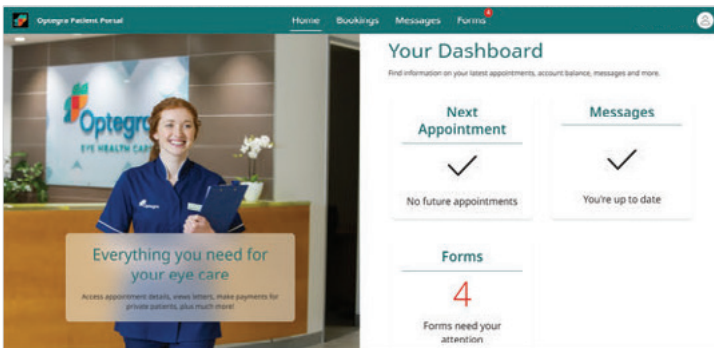 Optegra Patient Portal
Home Bookings Messages Forms
4
Optegra
EYE HEALTH CARE
Optegra
Everything you need for
your eye care
Access appointment details, views letters, make payments for
private patients, plus much more!
Your Dashboard
Find information on your latest appointments, account balance, messages and more.
Next
Appointment
No future appointments
Messages
You're up to date
Forms
4
Forms need your
attention